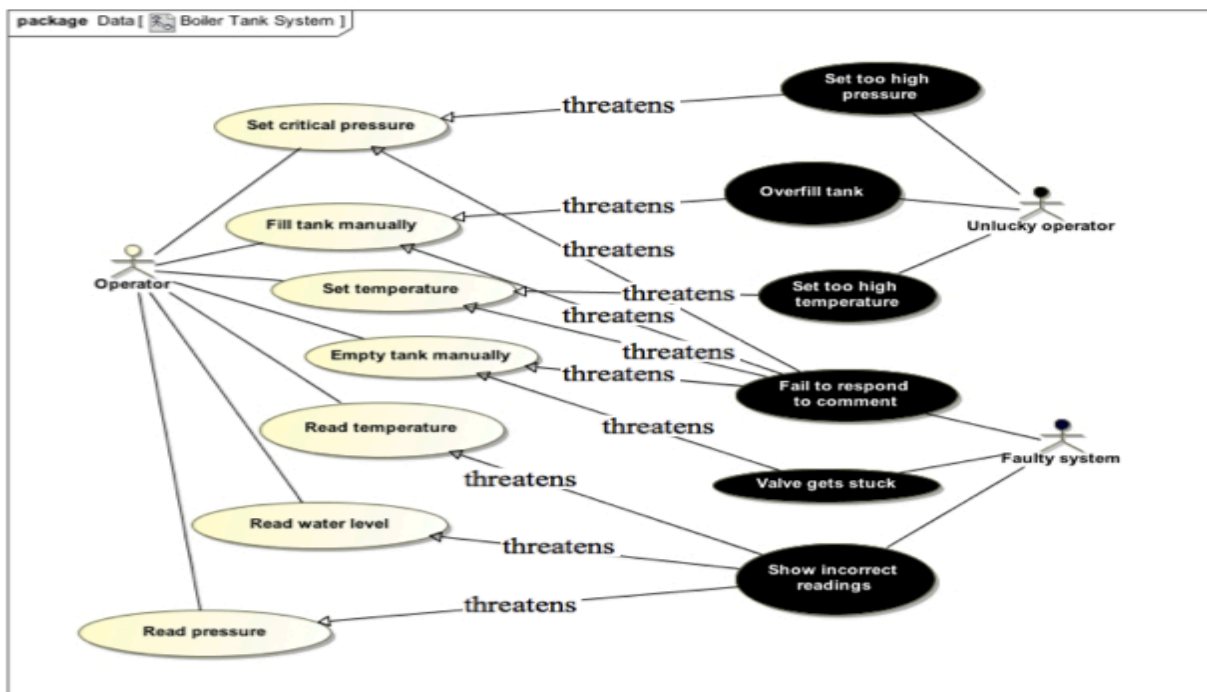 package Data [ Boiler Tank System ]
Set too high
pressure
threatens
Set critical pressure
Overfill tank
threatens
Fill tank manually
Unlucky operator
threatens
Operator
Set temperature
threatens
Set too high
temperature
threatens
Empty tank manually
threatens
threatens
Fail to respond
to comment
Read temperature
threatens
Faulty system
threatens
Valve gets stuck
Read water level
threatens
Show incorrect
readings
threatens
Read pressure